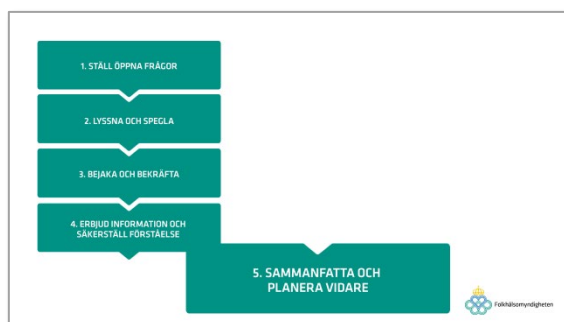 1. STÄLL ÖPPNA FRÅGOR
2. LYSSNA OCH SPEGLA
3. BEJAKA OCH BEKRÄFTA
4. ERBJUD INFORMATION OCH
SÄKERSTÄLL FÖRSTÅELSE
5. SAMMANFATTA OCH
PLANERA VIDARE
Folkhälsomyndigheten